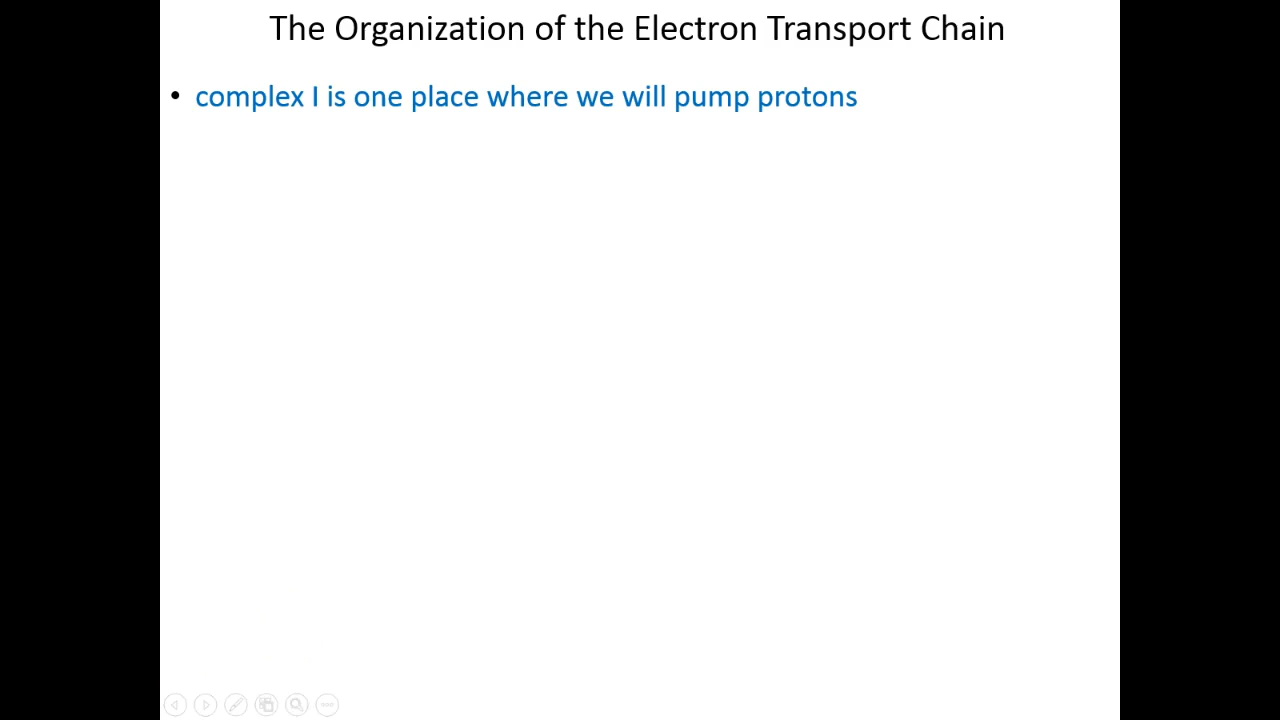 The Organization of the Electron Transport Chain
• complex I is one place where we will pump protons